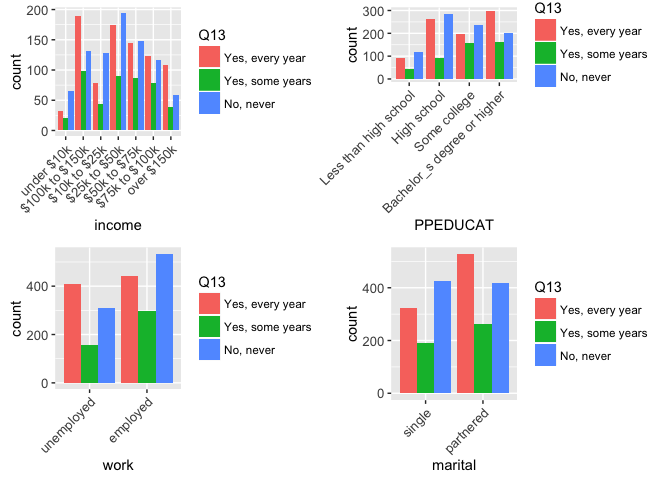 200
150
100
50
0
count
under $10k
$100k to $150k
$10k to $25k
$25k to $50k
$50k to $75k
$75k to $100k
over $150k
income
Q13
Yes, every year
Yes, some years
No, never
300
200
100
0
count
Less than high school
High school
Some college
Bachelor_s degree or higher
PPEDUCAT
Q13
Yes, every year
Yes, some years
No, never
400
200
0
count
unemployed
employed
work
Q13
Yes, every year
Yes, some years
No, never
400
200
0
count
single
partnered
marital
Q13
Yes, every year
Yes, some years
No, never